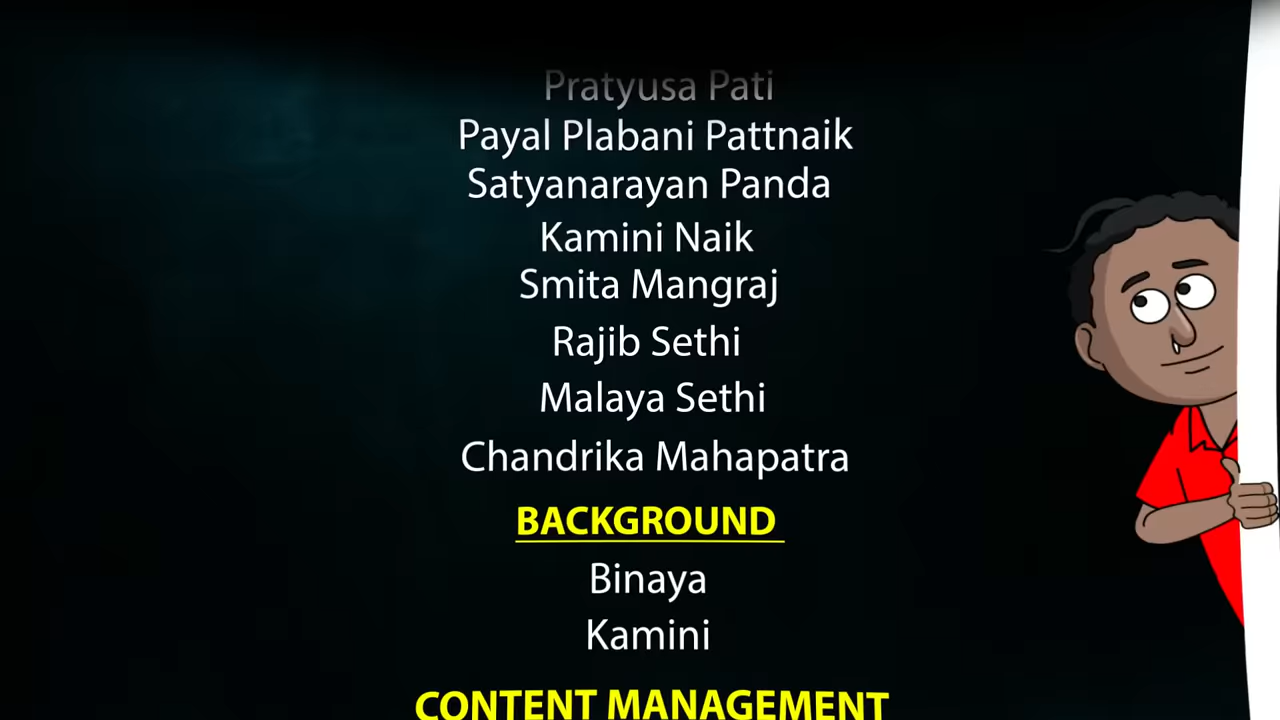 Pratyusa Pati
Payal Plabani Pattnaik
Satyanarayan Panda
Kamini Naik
Smita Mangraj
Rajib Sethi
Malaya Sethi
Chandrika Mahapatra
BACKGROUND
Binaya
Kamini
CONTENT MANAGEMENT